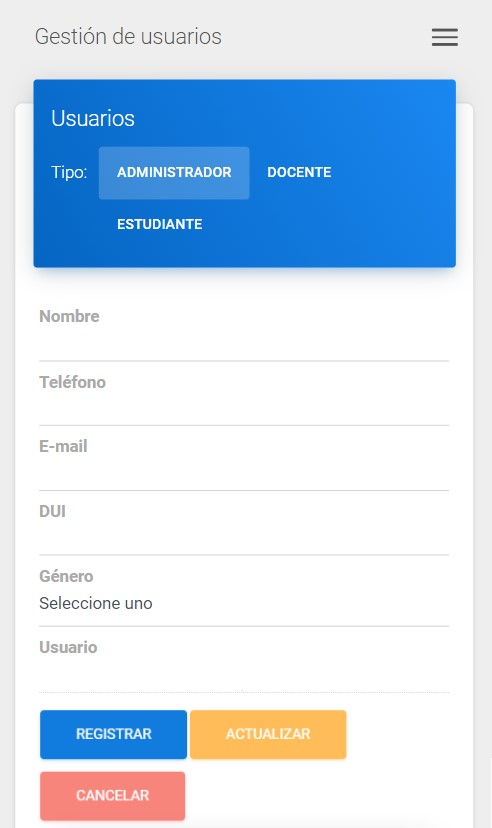 Gestión de usuarios
Usuarios
Tipo: ADMINISTRADOR DOCENTE
ESTUDIANTE
Nombre
Teléfono
E-mail
DUI
Género
Seleccione uno
Usuario
REGISTRAR ACTUALIZAR
CANCELAR